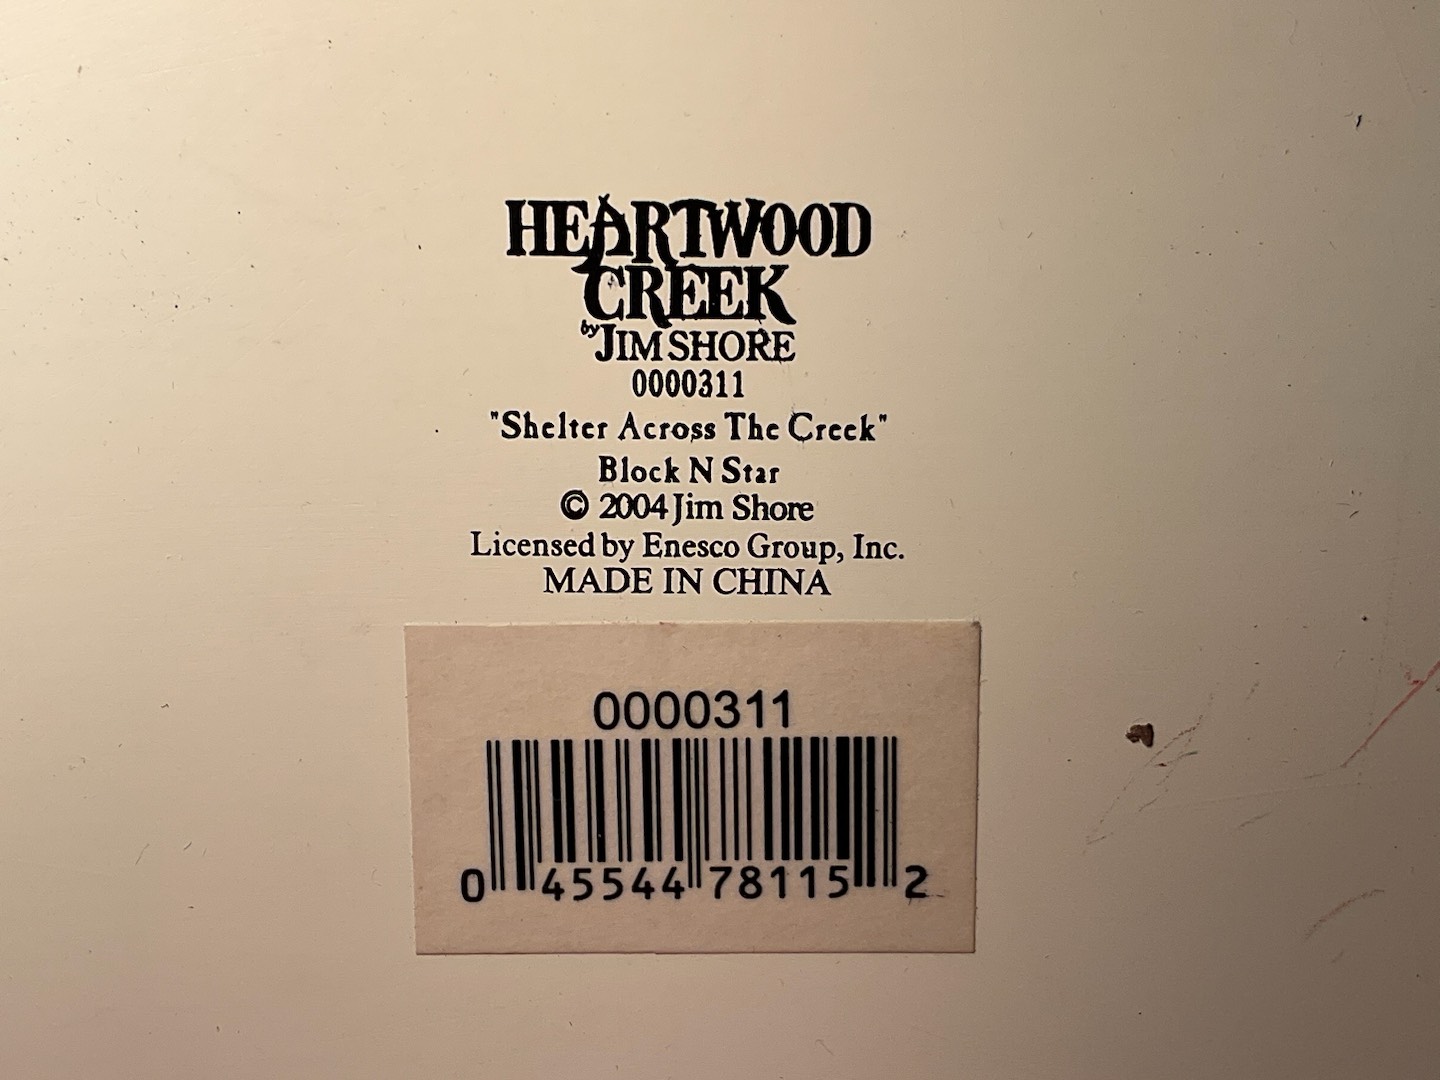 HEARTWOOD
CREEK
by JIM SHORE
0000311
"Shelter Across The Creek"
Block N Star
© 2004 Jim Shore
Licensed by Enesco Group, Inc.
MADE IN CHINA
0000311
0 45544 78115 2